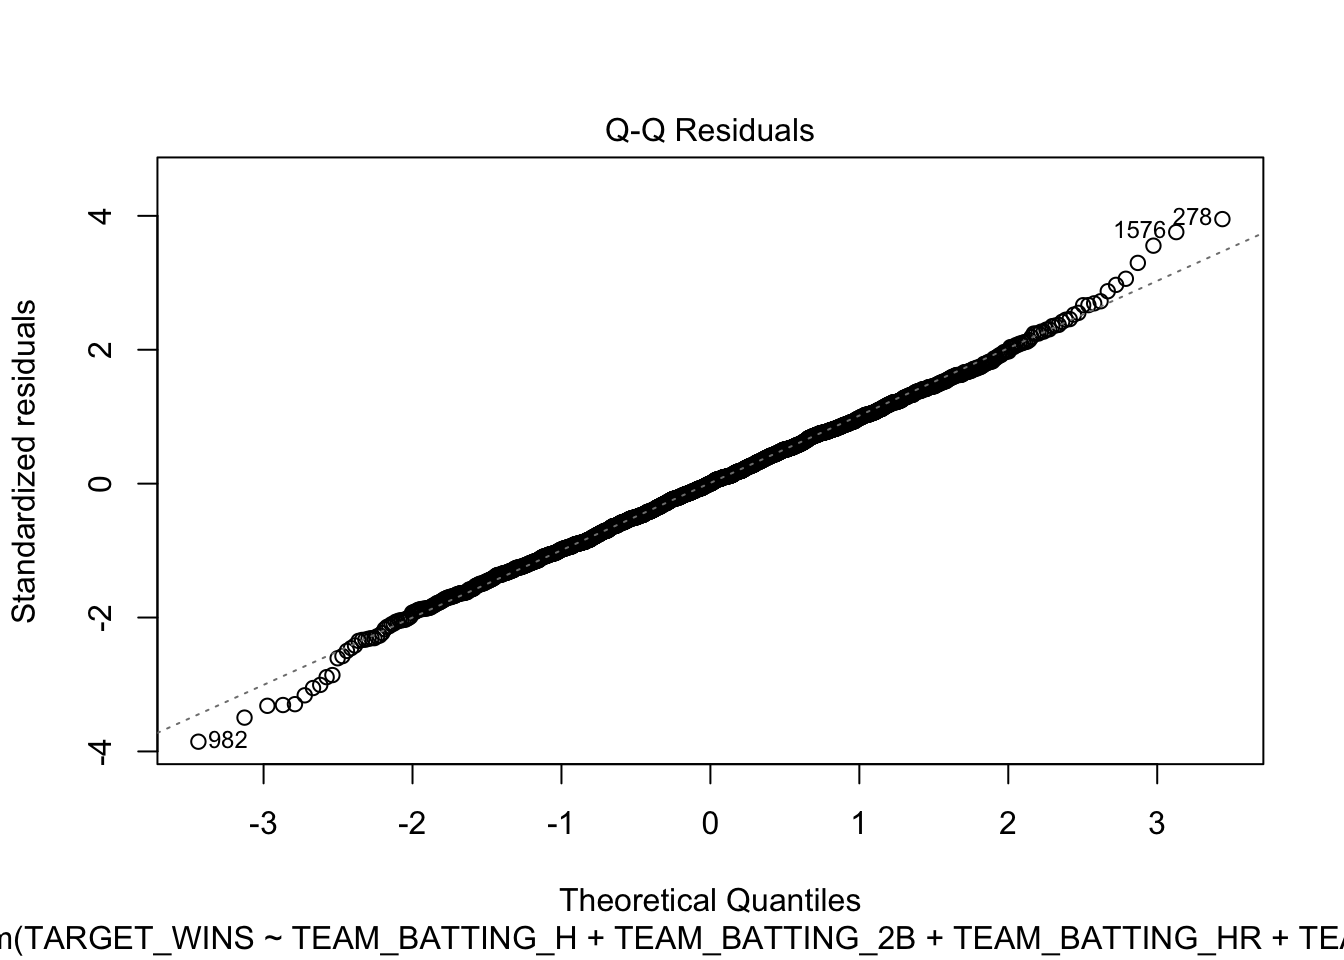 Q-Q Residuals
Standardized residuals
4
2
0
-2
-4
1576
278
982
-3 -2 -1 0 1 2 3
Theoretical Quantiles
m(TARGET_WINS ~ TEAM_BATTING_H + TEAM_BATTING_2B + TEAM_BATTING_HR + TEA